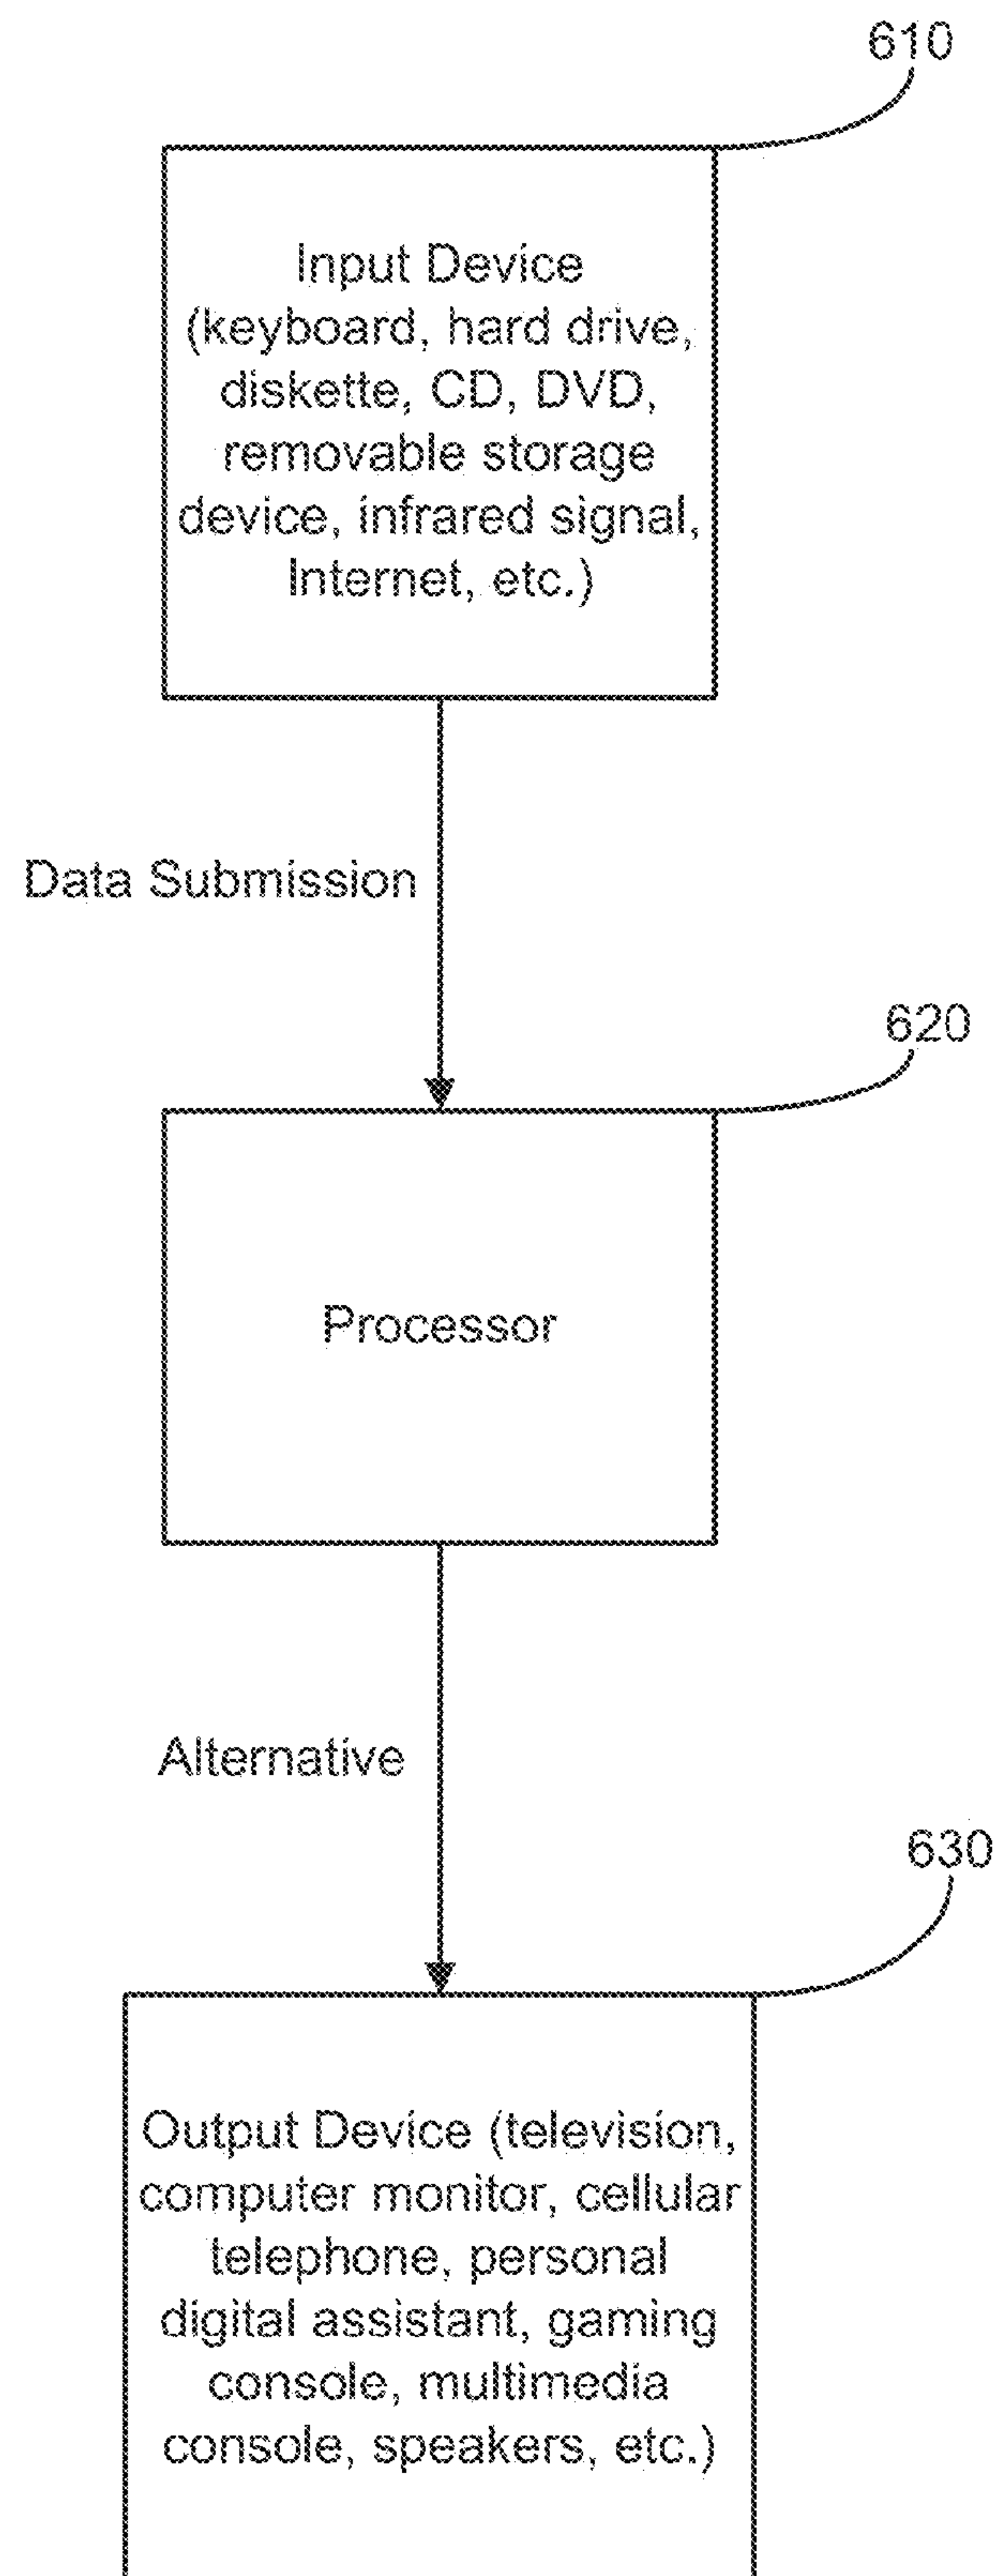 610
Input Device
(keyboard, hard drive,
diskette, CD, DVD,
removable storage
device, infrared signal,
Internet, etc.)
Data Submission
620
Processor
Alternative
630
Output Device (television,
computer monitor, cellular
telephone, personal
digital assistant, gaming
console, multimedia
console, speakers, etc.)